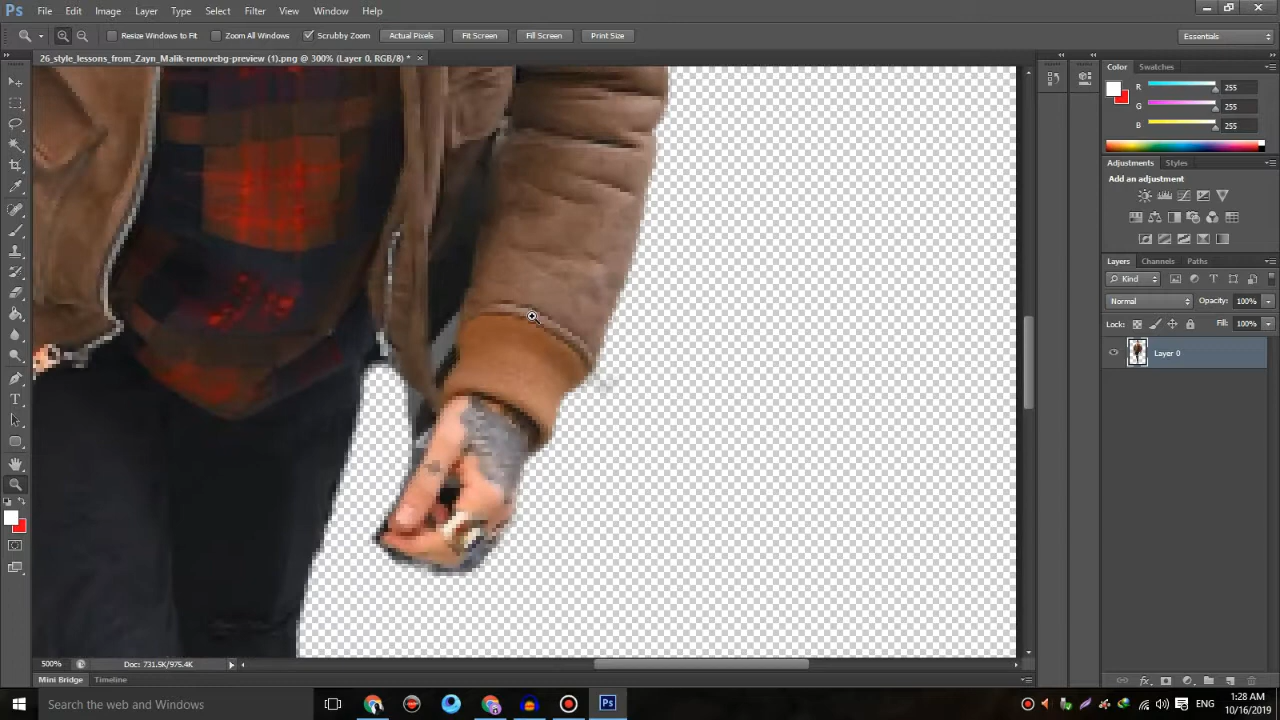 Ps File Edit Image Layer Type Select Filter View Window Help
Resize Windows to Fit Zoom All Windows Scrubby Zoom Actual Pixels Fit Screen Fill Screen Print Size Essentials
26_style_lessons_from_Zayn_Malik-removebg-preview (1).png @ 300% (Layer 0, RGB/8) * ×
Color Swatches
R 255
G 255
B 255
Adjustments Styles
Add an adjustment
Layers Channels Paths
Kind
Normal Opacity: 100%
Lock: Fill: 100%
Layer 0
500% Doc: 731.5K/975.4K
Mini Bridge Timeline
Search the web and Windows
Ps
ENG
1:28 AM
10/16/2019